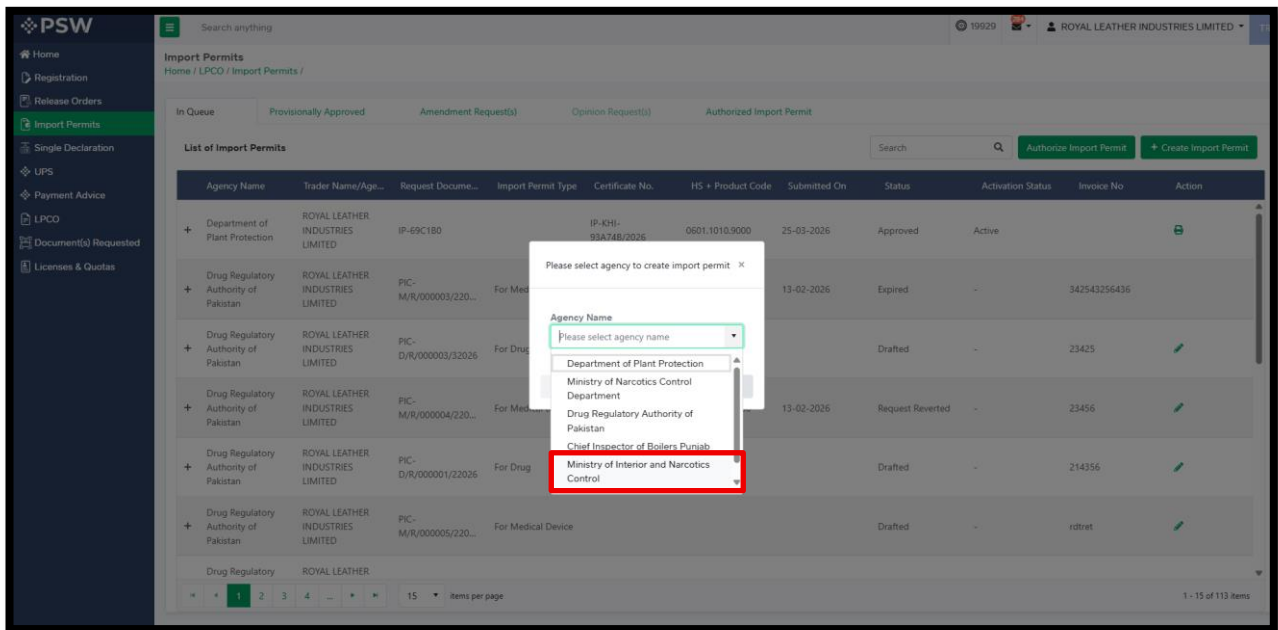 PSW
Search anything
19929
ROYAL LEATHER INDUSTRIES LIMITED
Home
Registration
Release Orders
Import Permits
Single Declaration
UPS
Payment Advice
LPCO
Document(s) Requested
Licenses & Quotas
Import Permits
Home / LPCO / Import Permits /
In Queue Provisionally Approved Amendment Request(s) Opinion Request(s) Authorized Import Permit
List of Import Permits
Search
Authorize Import Permit
+ Create Import Permit
Agency Name Trader Name/Age... Request Docume... Import Permit Type Certificate No. HS + Product Code Submitted On Status Activation Status Invoice No Action
+ Department of Plant Protection ROYAL LEATHER INDUSTRIES LIMITED IP-69C180 IP-KHI-93A74B/2026 0601.1010.9000 25-03-2026 Approved Active
+ Drug Regulatory Authority of Pakistan ROYAL LEATHER INDUSTRIES LIMITED PIC-M/R/000003/220... For Med 13-02-2026 Expired - 342543256436
+ Drug Regulatory Authority of Pakistan ROYAL LEATHER INDUSTRIES LIMITED PIC-D/R/000003/32026 For Drug Drafted - 23425
+ Drug Regulatory Authority of Pakistan ROYAL LEATHER INDUSTRIES LIMITED PIC-M/R/000004/220... For Med 13-02-2026 Request Reverted - 23456
+ Drug Regulatory Authority of Pakistan ROYAL LEATHER INDUSTRIES LIMITED PIC-D/R/000001/22026 For Drug Drafted - 214356
+ Drug Regulatory Authority of Pakistan ROYAL LEATHER INDUSTRIES LIMITED PIC-M/R/000005/220... For Medical Device Drafted - rdtret
Drug Regulatory ROYAL LEATHER
Please select agency to create import permit ×
Agency Name
Please select agency name
Department of Plant Protection
Ministry of Narcotics Control
Department
Drug Regulatory Authority of
Pakistan
Chief Inspector of Boilers Punjab
Ministry of Interior and Narcotics
Control
1 2 3 4 ... 15 items per page
1 - 15 of 113 items